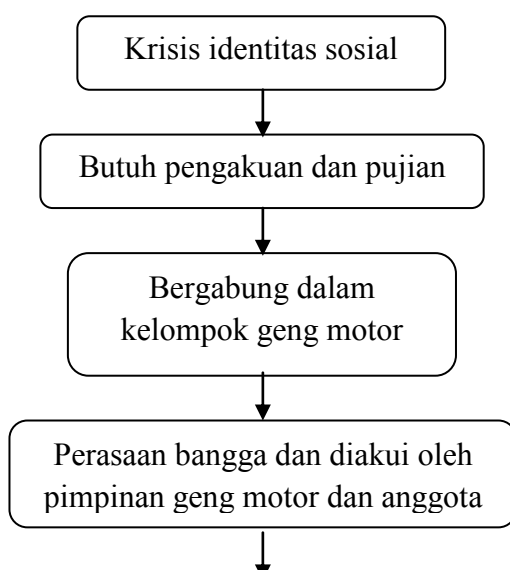 Krisis identitas sosial
Butuh pengakuan dan pujian
Bergabung dalam
kelompok geng motor
Perasaan bangga dan diakui oleh
pimpinan geng motor dan anggota